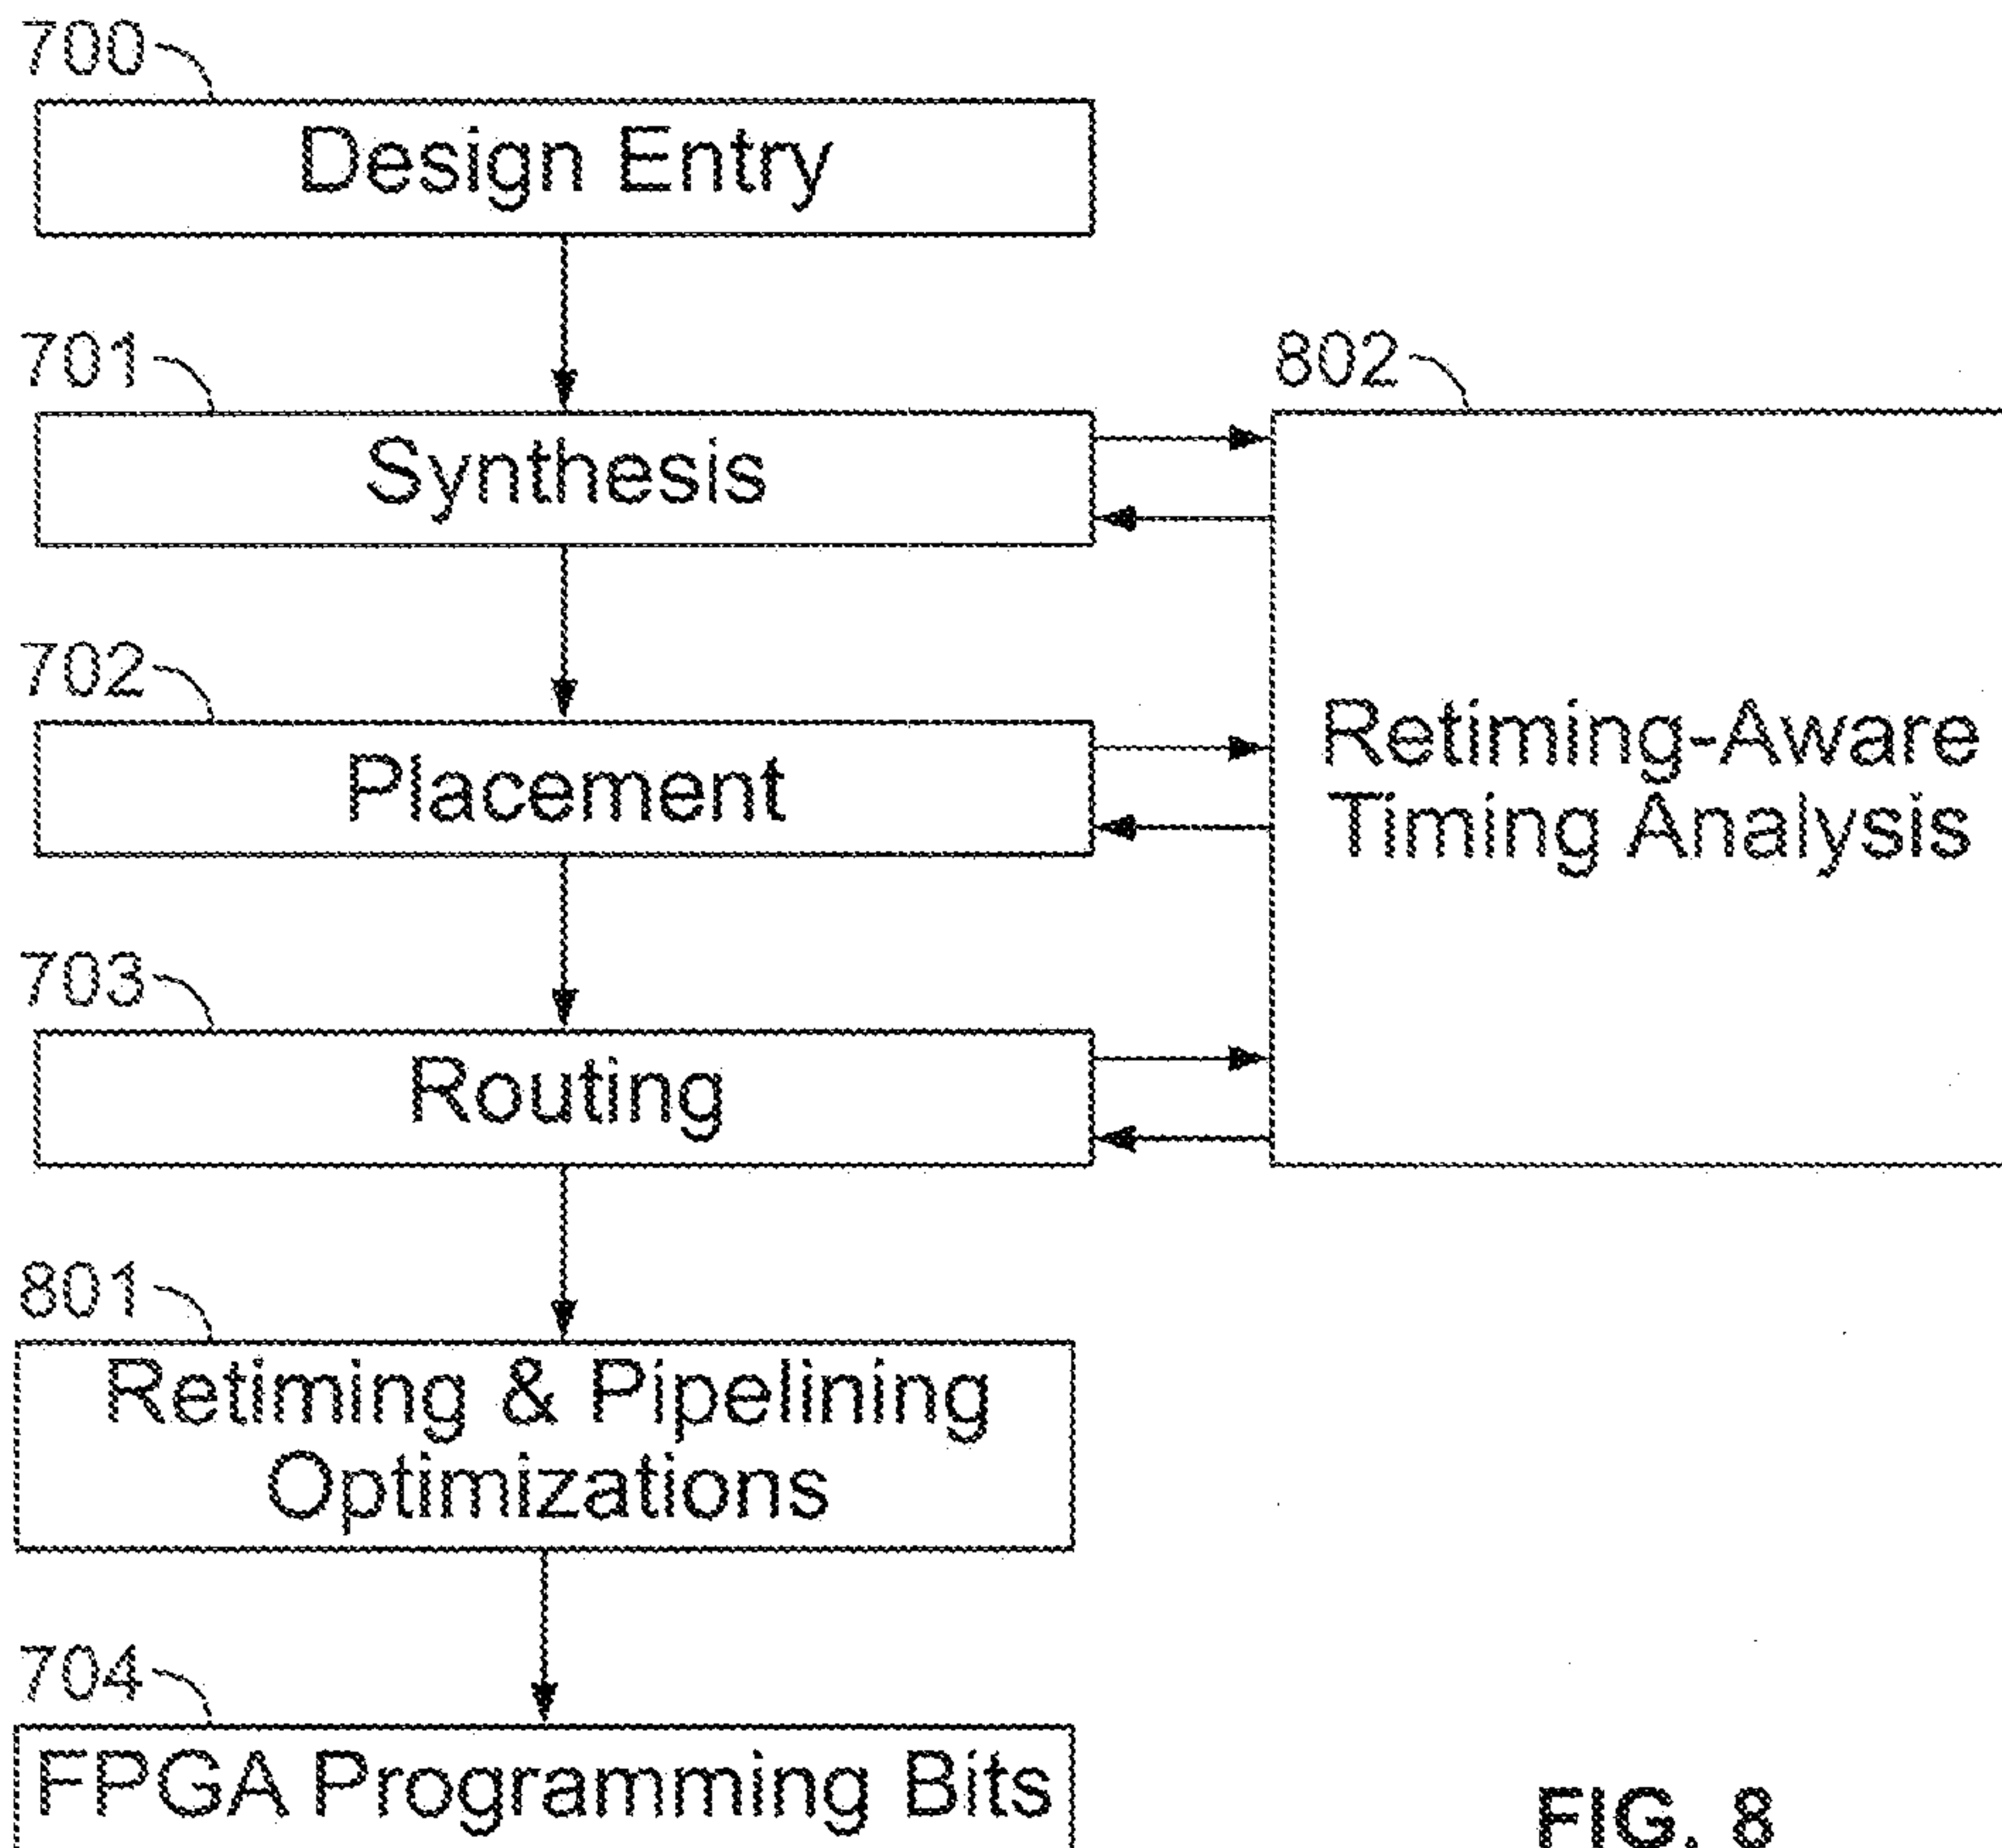 700
Design Entry
701
Synthesis
802
Retiming-Aware
Timing Analysis
702
Placement
703
Routing
801
Retiming & Pipelining
Optimizations
704
FPGA Programming Bits
FIG. 8